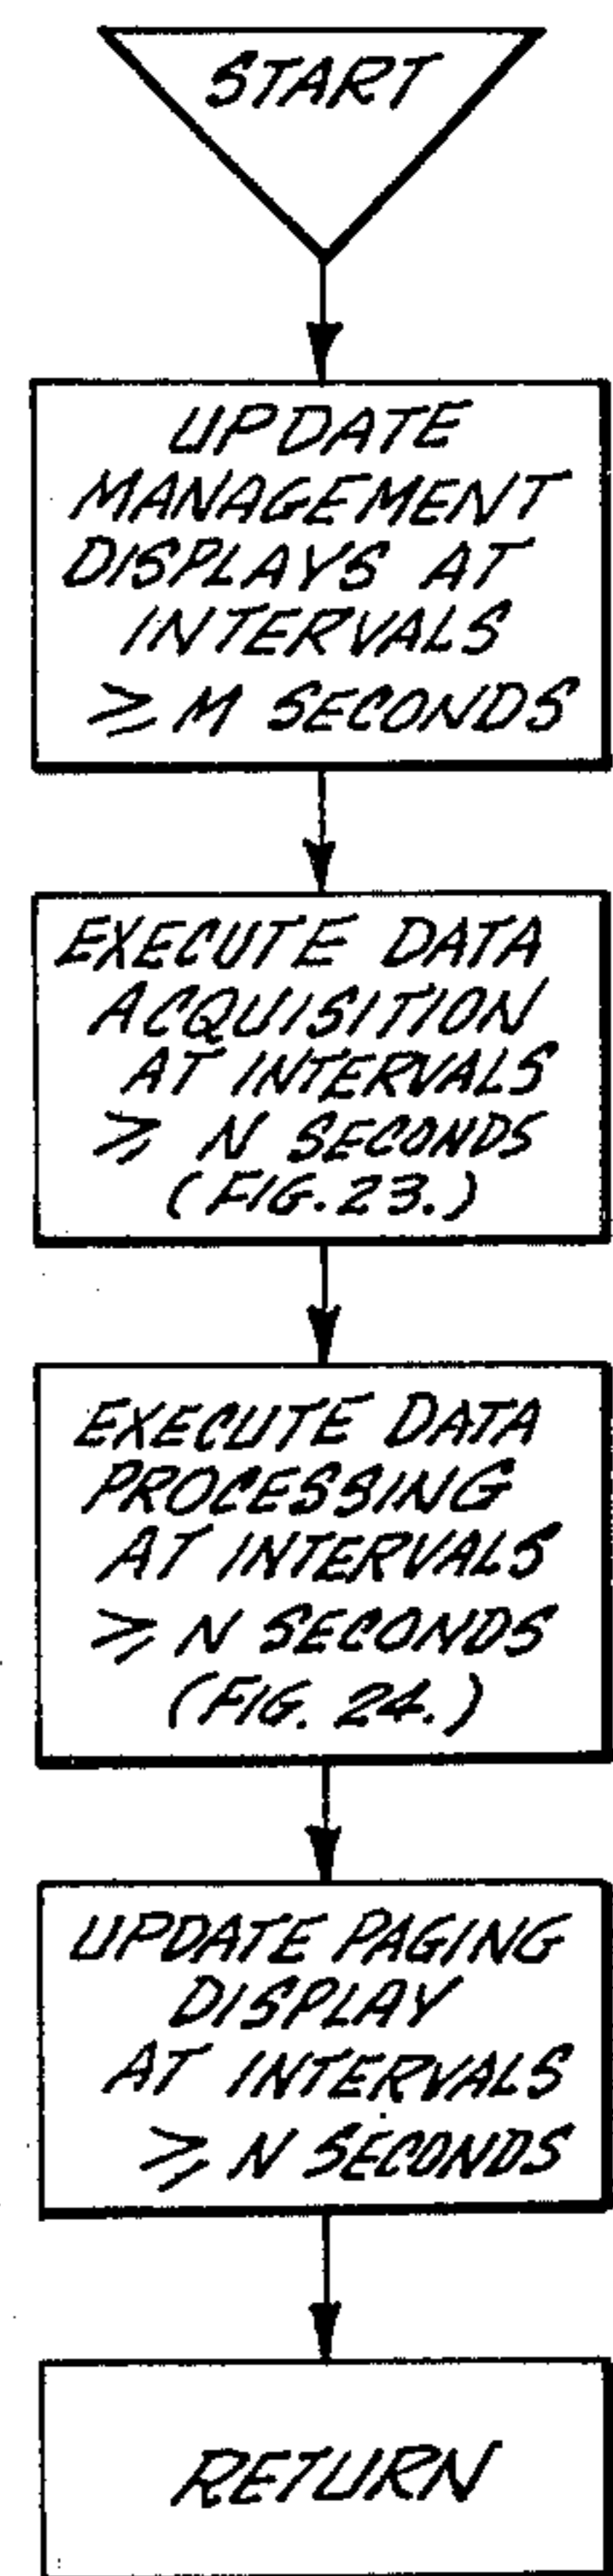 START
UPDATE
MANAGEMENT
DISPLAYS AT
INTERVALS
≥ M SECONDS
EXECUTE DATA
ACQUISITION
AT INTERVALS
≥ N SECONDS
(FIG. 23.)
EXECUTE DATA
PROCESSING
AT INTERVALS
≥ N SECONDS
(FIG. 24.)
UPDATE PAGING
DISPLAY
AT INTERVALS
≥ N SECONDS
RETURN